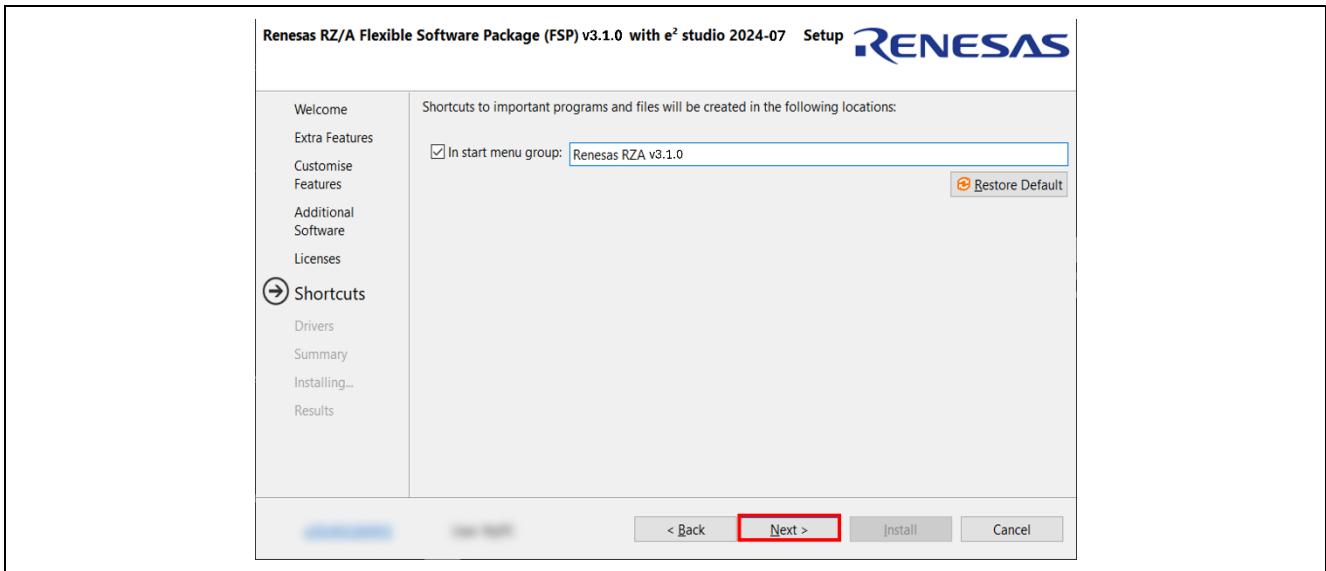 Renesas RZ/A Flexible Software Package (FSP) v3.1.0 with e² studio 2024-07 Setup
RENESAS
Welcome
Extra Features
Customise
Features
Additional
Software
Licenses
Shortcuts
Drivers
Summary
Installing...
Results
Shortcuts to important programs and files will be created in the following locations:
In start menu group: Renesas RZA v3.1.0
Restore Default
< Back Next > Install Cancel